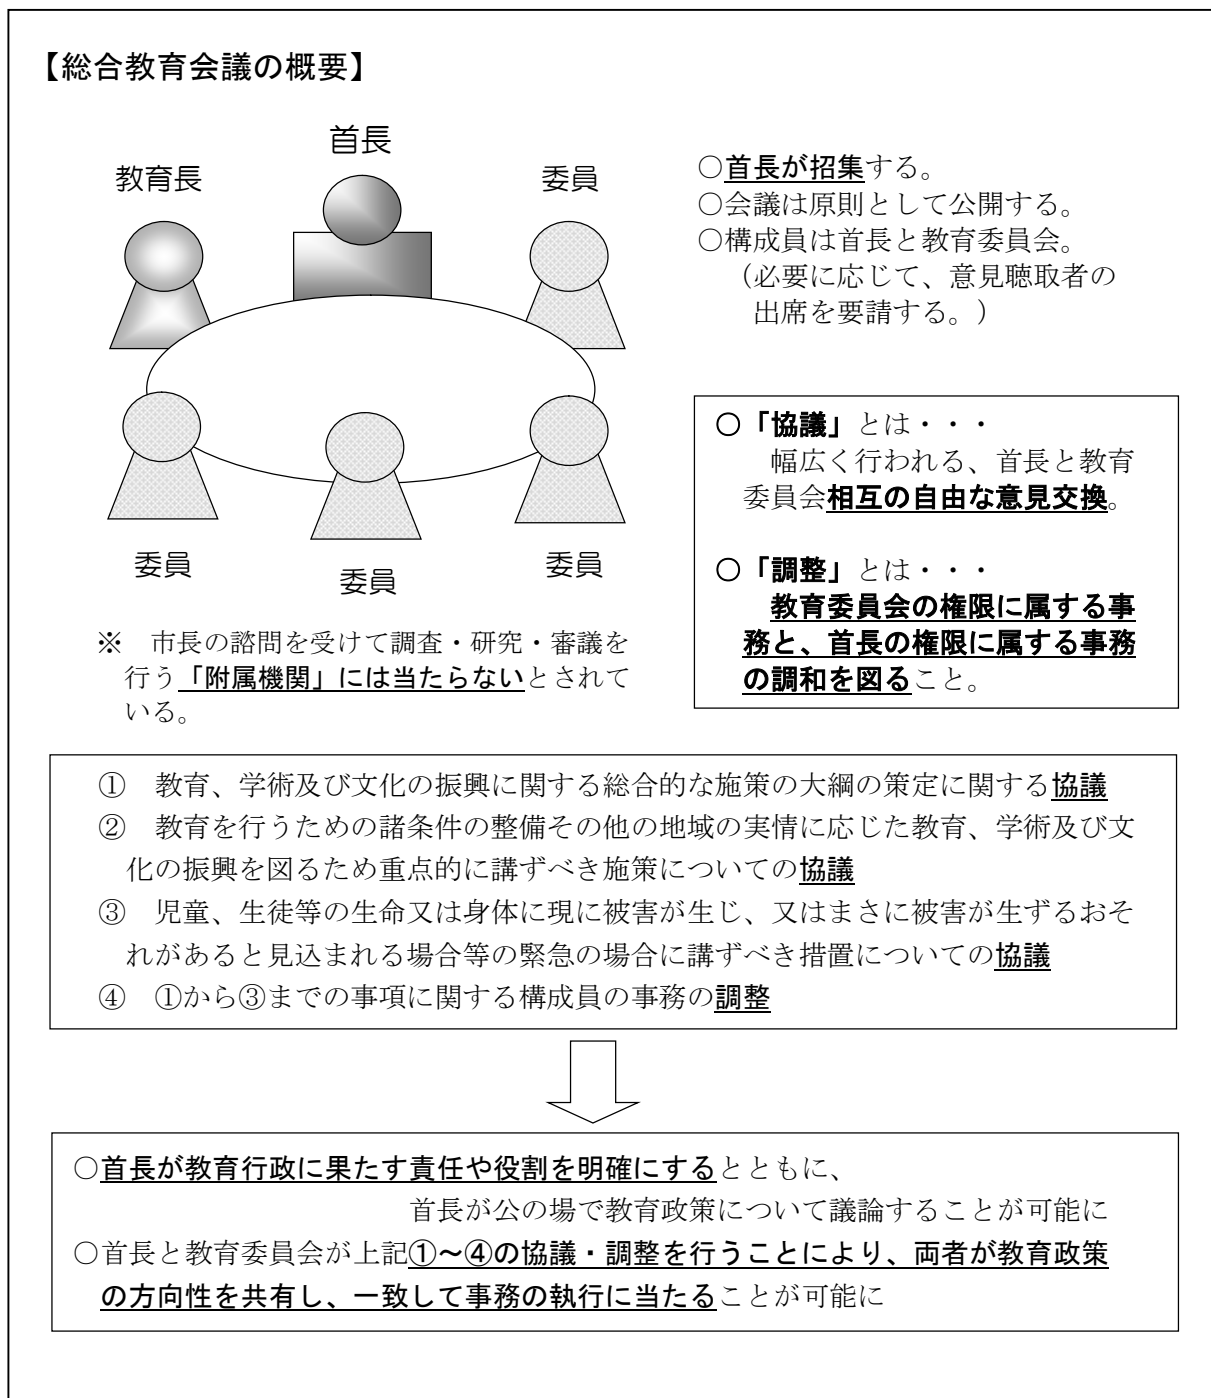 【総合教育会議の概要】
首長
教育長
委員
委員
委員
委員
※　市長の諮問を受けて調査・研究・審議を
行う「附属機関」には当たらないとされて
いる。
○首長が招集する。
○会議は原則として公開する。
○構成員は首長と教育委員会。
（必要に応じて、意見聴取者の
出席を要請する。）
○「協議」とは・・・
幅広く行われる、首長と教育
委員会相互の自由な意見交換。
○「調整」とは・・・
教育委員会の権限に属する事
務と、首長の権限に属する事務
の調和を図ること。
①　教育、学術及び文化の振興に関する総合的な施策の大綱の策定に関する協議
②　教育を行うための諸条件の整備その他の地域の実情に応じた教育、学術及び文
化の振興を図るため重点的に講ずべき施策についての協議
③　児童、生徒等の生命又は身体に現に被害が生じ、又はまさに被害が生ずるおそ
れがあると見込まれる場合等の緊急の場合に講ずべき措置についての協議
④　①から③までの事項に関する構成員の事務の調整
○首長が教育行政に果たす責任や役割を明確にするとともに、
首長が公の場で教育政策について議論することが可能に
○首長と教育委員会が上記①～④の協議・調整を行うことにより、両者が教育政策
の方向性を共有し、一致して事務の執行に当たることが可能に